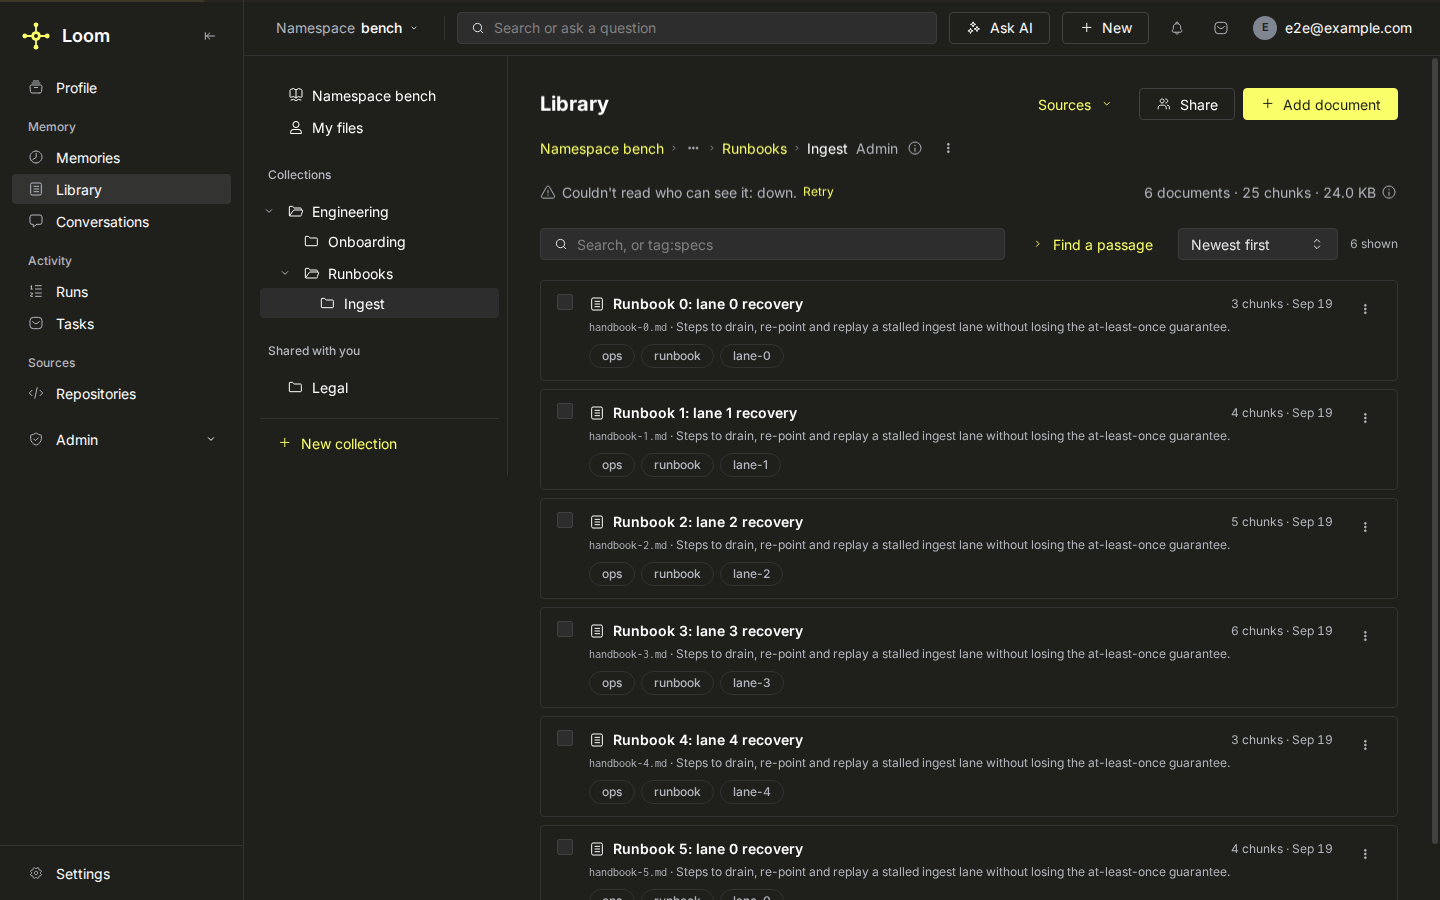 Loom
Profile
Memory
Memories
Library
Conversations
Activity
Runs
Tasks
Sources
Repositories
Admin
Settings
Namespace bench
Search or ask a question
Ask AI
New
E
e2e@example.com
Namespace bench
My files
Collections
Engineering
Onboarding
Runbooks
Ingest
Shared with you
Legal
New collection
Library
Sources
Share
Add document
Namespace bench › ··· › Runbooks › Ingest Admin
Couldn't read who can see it: down. Retry
6 documents · 25 chunks · 24.0 KB
Search, or tag:specs
Find a passage
Newest first
6 shown
Runbook 0: lane 0 recovery
3 chunks · Sep 19
handbook-0.md · Steps to drain, re-point and replay a stalled ingest lane without losing the at-least-once guarantee.
ops runbook lane-0
Runbook 1: lane 1 recovery
4 chunks · Sep 19
handbook-1.md · Steps to drain, re-point and replay a stalled ingest lane without losing the at-least-once guarantee.
ops runbook lane-1
Runbook 2: lane 2 recovery
5 chunks · Sep 19
handbook-2.md · Steps to drain, re-point and replay a stalled ingest lane without losing the at-least-once guarantee.
ops runbook lane-2
Runbook 3: lane 3 recovery
6 chunks · Sep 19
handbook-3.md · Steps to drain, re-point and replay a stalled ingest lane without losing the at-least-once guarantee.
ops runbook lane-3
Runbook 4: lane 4 recovery
3 chunks · Sep 19
handbook-4.md · Steps to drain, re-point and replay a stalled ingest lane without losing the at-least-once guarantee.
ops runbook lane-4
Runbook 5: lane 0 recovery
4 chunks · Sep 19
handbook-5.md · Steps to drain, re-point and replay a stalled ingest lane without losing the at-least-once guarantee.
ops runbook lane-0